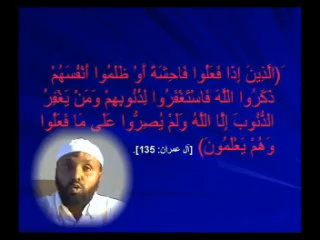 (الَّذِينَ إِذَا فَعَلُوا فَاحِشَةً أَوْ ظَلَمُوا أَنْفُسَهُمْ
ذَكَرُوا اللَّهَ فَاسْتَغْفَرُوا لِذُنُوبِهِمْ وَمَنْ يَغْفِرُ
الذُّنُوبَ إِلَّا اللَّهُ وَلَمْ يُصِرُّوا عَلَى مَا فَعَلُوا
وَهُمْ يَعْلَمُونَ) [آل عمران: 135].